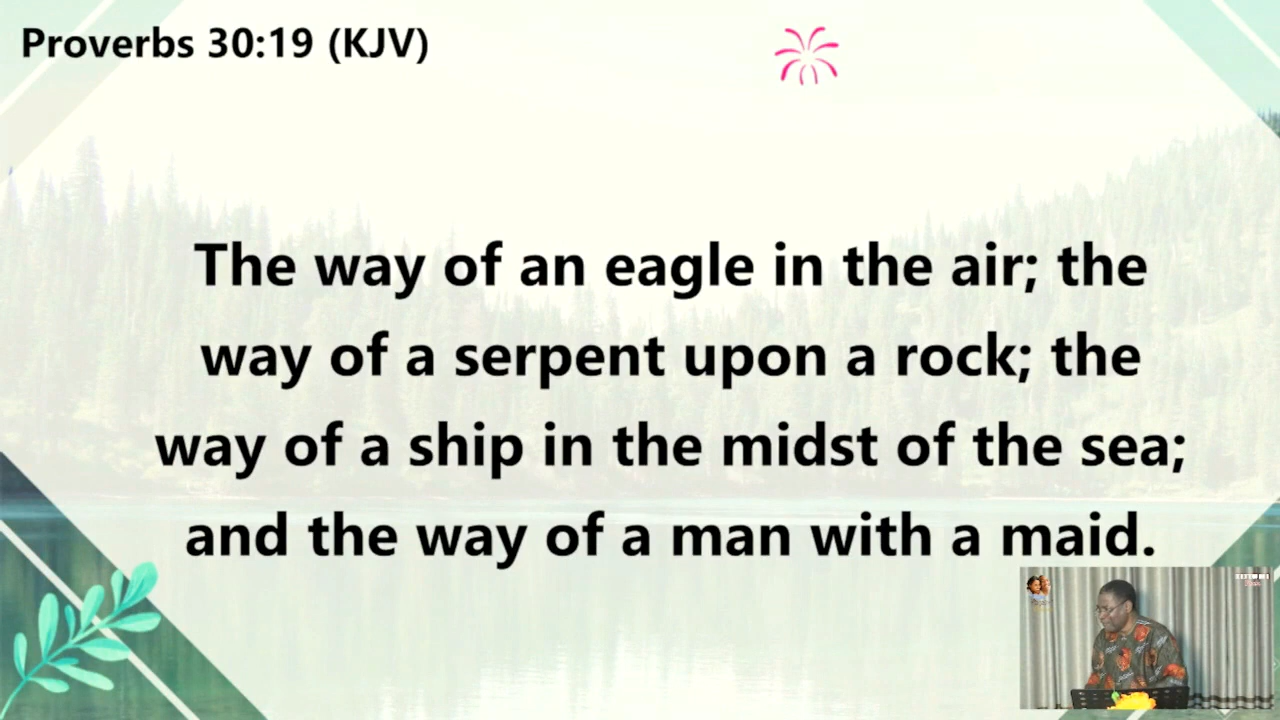 Proverbs 30:19 (KJV)
The way of an eagle in the air; the
way of a serpent upon a rock; the
way of a ship in the midst of the sea;
and the way of a man with a maid.